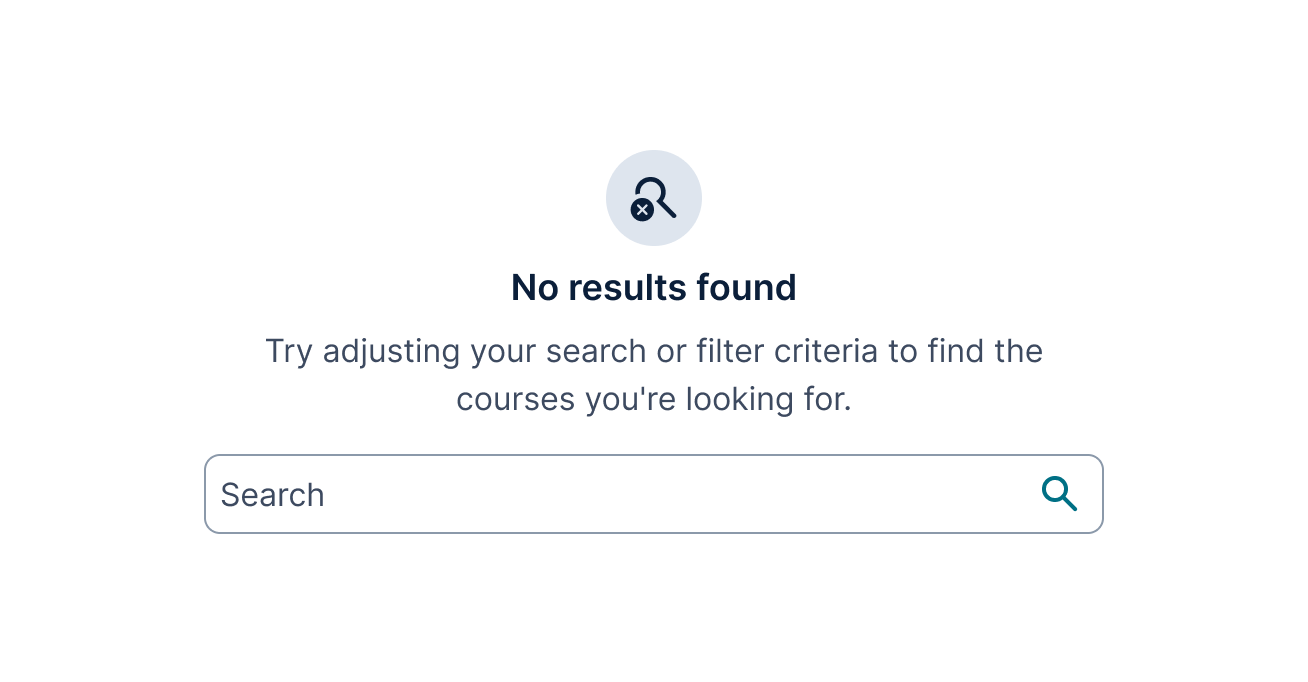 No results found
Try adjusting your search or filter criteria to find the
courses you're looking for.
Search